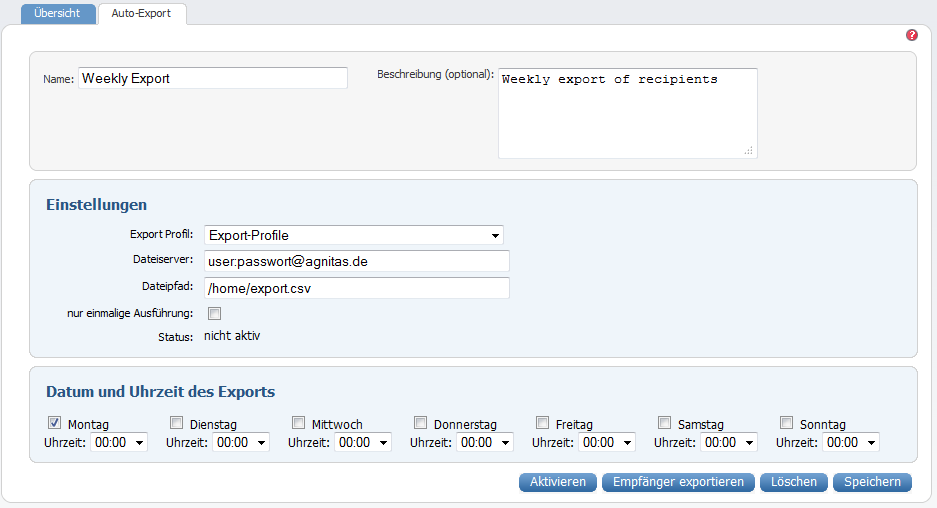 Übersicht
Auto-Export
?
Name: Weekly Export
Beschreibung (optional): Weekly export of recipients
Einstellungen
Export Profil: Export-Profile
Dateiserver: user:passwort@agnitas.de
Dateipfad: /home/export.csv
nur einmalige Ausführung:
Status: nicht aktiv
Datum und Uhrzeit des Exports
Montag Dienstag Mittwoch Donnerstag Freitag Samstag Sonntag
Uhrzeit: 00:00 Uhrzeit: 00:00 Uhrzeit: 00:00 Uhrzeit: 00:00 Uhrzeit: 00:00 Uhrzeit: 00:00 Uhrzeit: 00:00
Aktivieren Empfänger exportieren Löschen Speichern